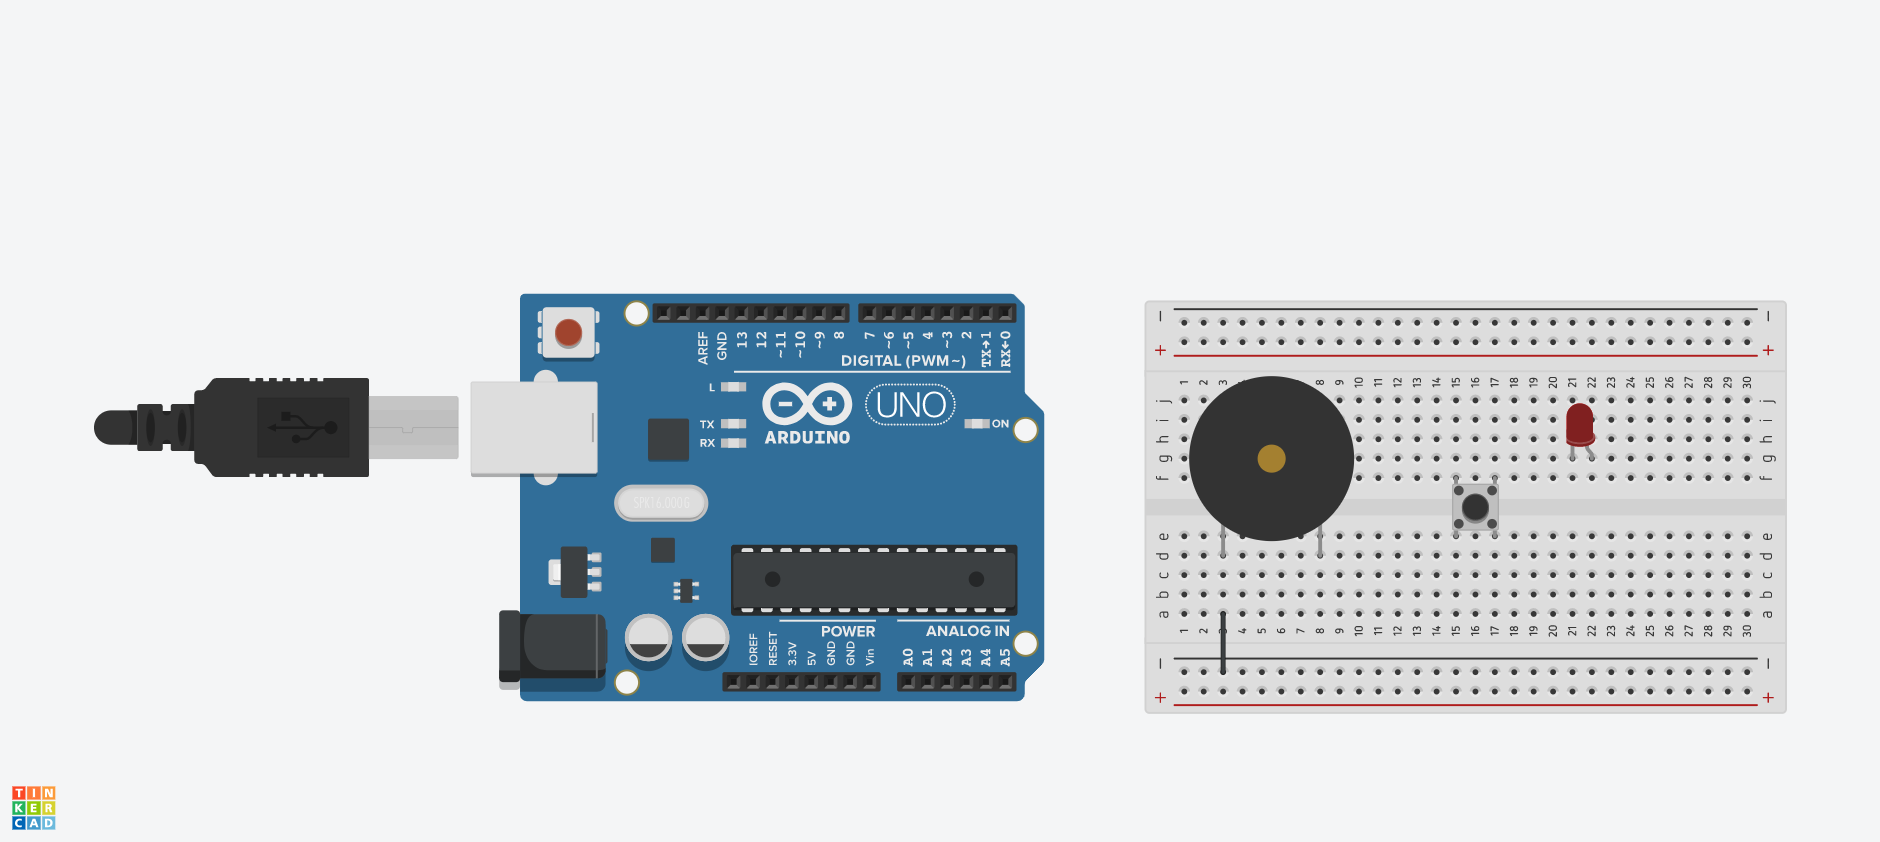 AREF GND 13 12 ~11 ~10 ~9 8 7 ~6 ~5 4 ~3 2 TX→1 RX←0
DIGITAL (PWM~)
L
TX
RX
ARDUINO
UNO
ON
SPK16.000G
POWER
ANALOG IN
IOREF RESET 3.3V 5V GND GND Vin A0 A1 A2 A3 A4 A5
− −
+ +
1 2 3 8 9 10 11 12 13 14 15 16 17 18 19 20 21 22 23 24 25 26 27 28 29 30
j j
i i
h h
g g
f f
e e
d d
c c
b b
a a
1 2 3 4 5 6 7 8 9 10 11 12 13 14 15 16 17 18 19 20 21 22 23 24 25 26 27 28 29 30
− −
+ +
TIN
KER
CAD